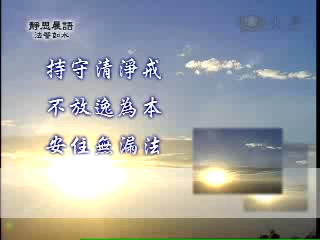 靜思晨語
法譬如水
持守清淨戒
不放逸為本
安住無漏法